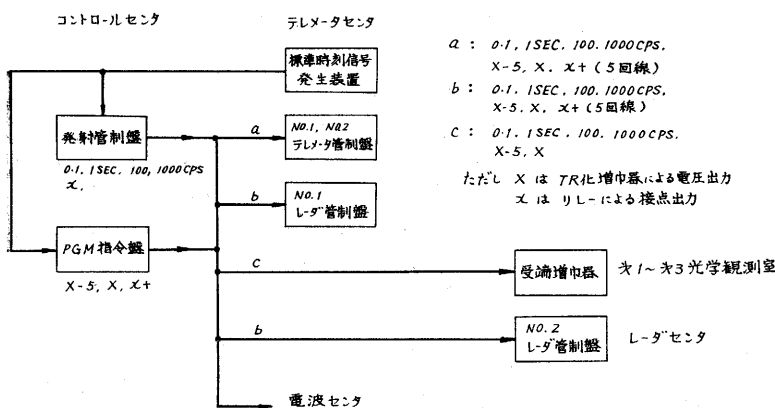 コントロールセンタ
テレメータセンタ
標準時刻信号
発生装置
発射管制盤
0.1, 1SEC, 100, 1000CPS
x,
a
NO.1, NO.2
テレメータ管制盤
b
NO.1
レーダ管制盤
PGM指令盤
X-5, X, x+
c
受端増巾器
オ1~オ3光学観測室
b
NO.2
レーダ管制盤
レーダセンタ
電波センタ
a : 0.1, 1SEC, 100, 1000CPS,
X-5, X, x+ (5回線)
b : 0.1, 1SEC, 100, 1000CPS,
X-5, X, x+ (5回線)
c : 0.1, 1SEC, 100, 1000CPS,
X-5, X
ただし X は TR化増巾器による電圧出力
x は リレーによる接点出力